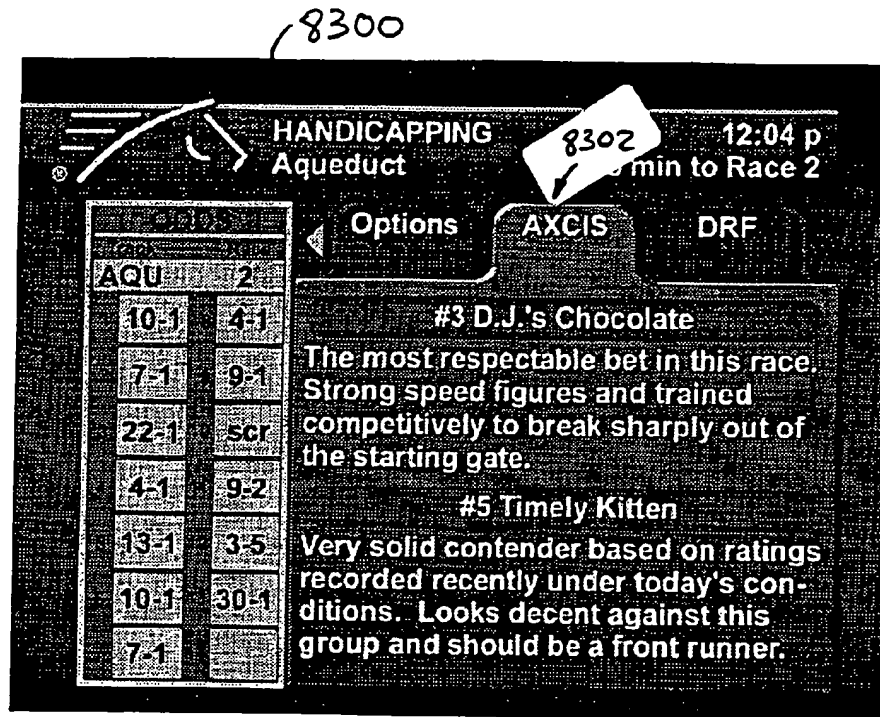 8300
HANDICAPPING
12:04 p
Aqueduct
min to Race 2
8302
®
ODDS
Options
AXCIS
DRF
AQU 2
10-1 4-1
7-1 9-1
22-1 scr
4-1 9-2
13-1 3-5
10-1 30-1
7-1
#3 D.J.'s Chocolate
The most respectable bet in this race.
Strong speed figures and trained
competitively to break sharply out of
the starting gate.
#5 Timely Kitten
Very solid contender based on ratings
recorded recently under today's con-
ditions. Looks decent against this
group and should be a front runner.